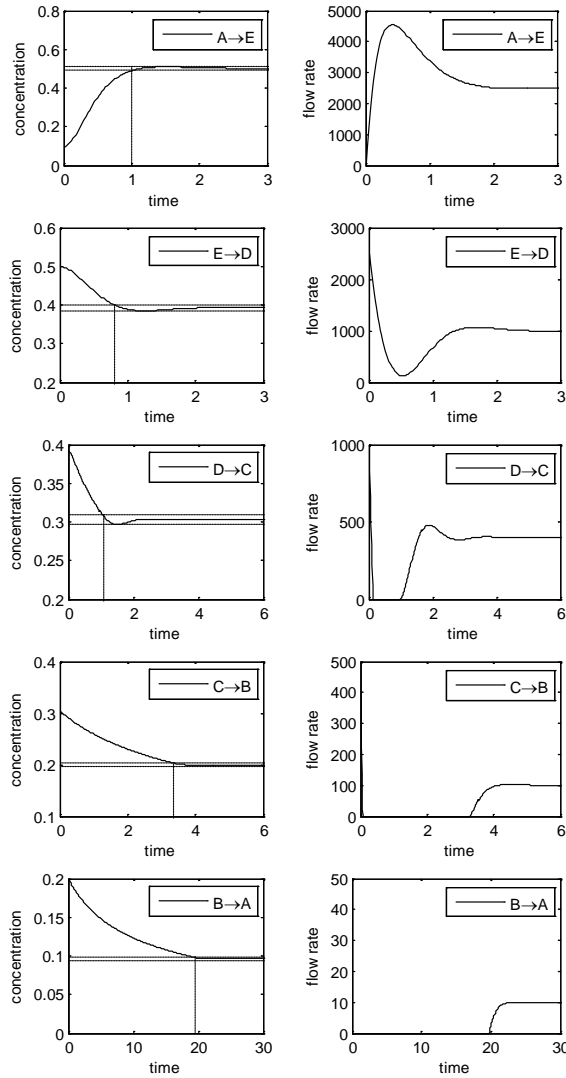 0.8
0.6
0.4
0.2
0
concentration
A→E
0 1 2 3
time
5000
4000
3000
2000
1000
0
flow rate
A→E
0 1 2 3
time
0.6
0.5
0.4
0.3
0.2
concentration
E→D
0 1 2 3
time
3000
2000
1000
0
flow rate
E→D
0 1 2 3
time
0.4
0.35
0.3
0.25
0.2
concentration
D→C
0 2 4 6
time
1000
500
0
flow rate
D→C
0 2 4 6
time
0.4
0.3
0.2
0.1
concentration
C→B
0 2 4 6
time
500
400
300
200
100
0
flow rate
C→B
0 2 4 6
time
0.2
0.15
0.1
0.05
0
concentration
B→A
0 10 20 30
time
50
40
30
20
10
0
flow rate
B→A
0 10 20 30
time